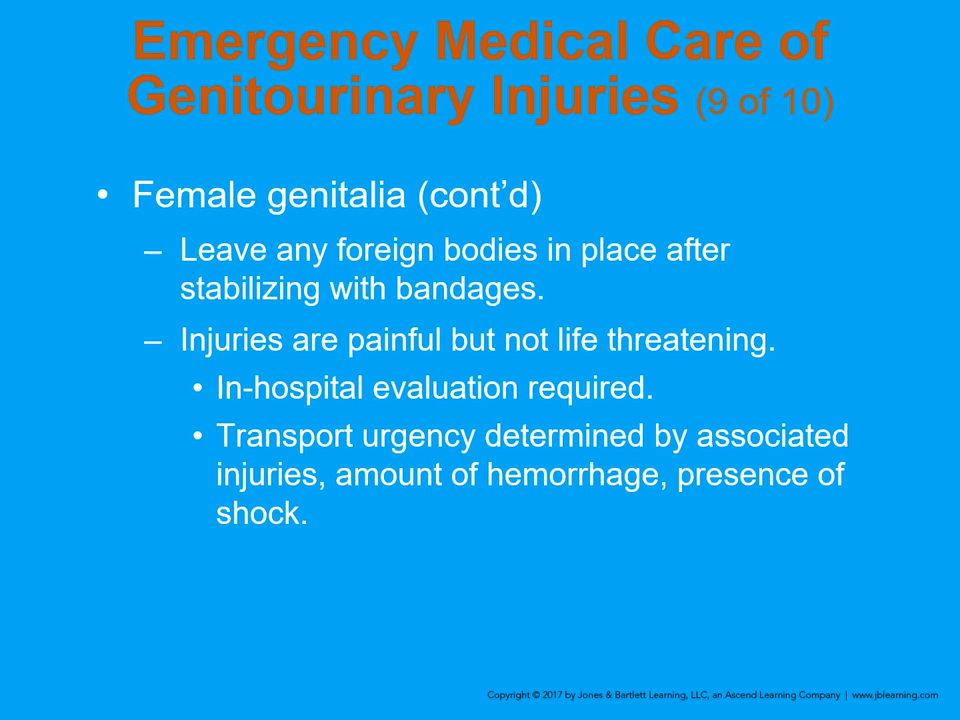 Emergency Medical Care of
Genitourinary Injuries (9 of 10)
• Female genitalia (cont’d)
– Leave any foreign bodies in place after
stabilizing with bandages.
– Injuries are painful but not life threatening.
• In-hospital evaluation required.
• Transport urgency determined by associated
injuries, amount of hemorrhage, presence of
shock.
Copyright © 2017 by Jones & Bartlett Learning, LLC, an Ascend Learning Company | www.jblearning.com